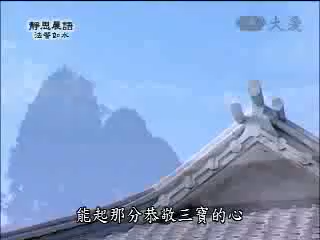 靜思晨語
法譬如水
大愛
能起那分恭敬三寶的心